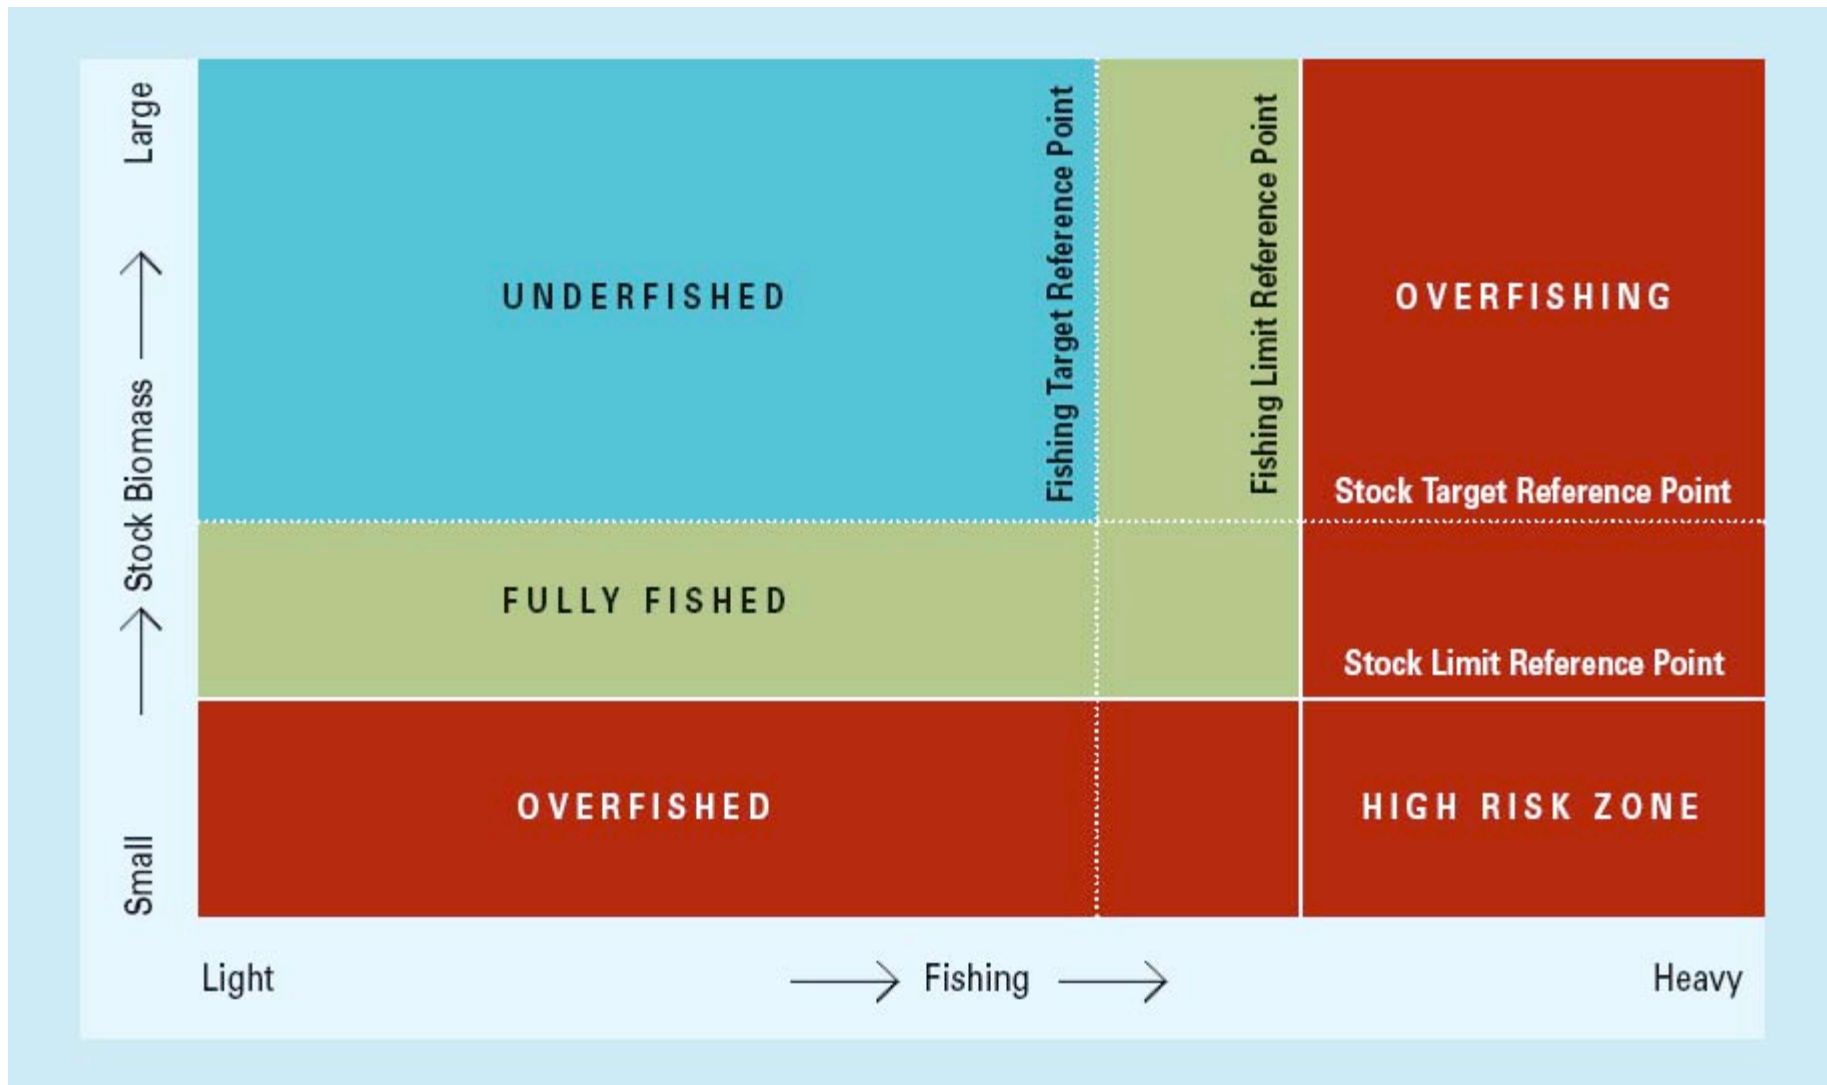 Large
Stock Biomass
Small
UNDERFISHED
Fishing Target Reference Point
Fishing Limit Reference Point
OVERFISHING
Stock Target Reference Point
FULLY FISHED
Stock Limit Reference Point
OVERFISHED
HIGH RISK ZONE
Light
Fishing
Heavy